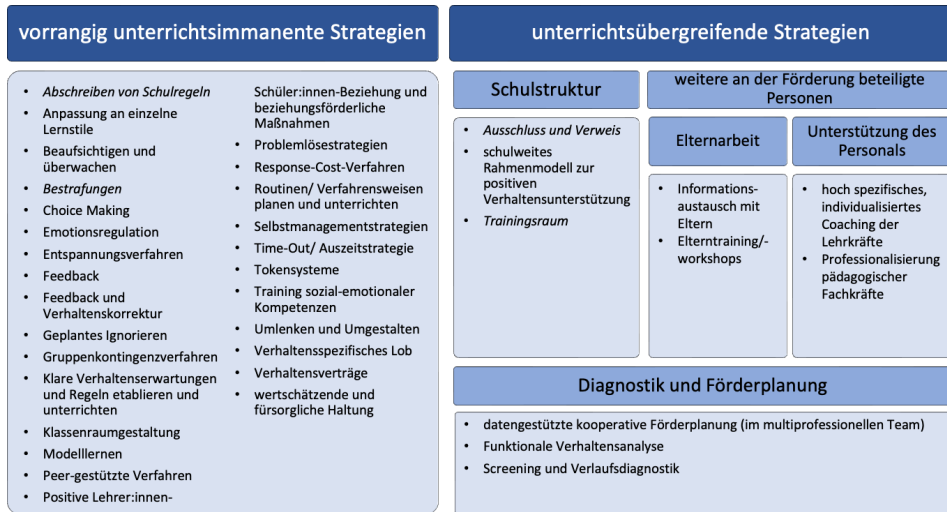 vorrangig unterrichtsimmanente Strategien
• Abschreiben von Schulregeln
• Anpassung an einzelne
Lernstile
• Beaufsichtigen und
überwachen
• Bestrafungen
• Choice Making
• Emotionsregulation
• Entspannungsverfahren
• Feedback
• Feedback und
Verhaltenskorrektur
• Geplantes Ignorieren
• Gruppenkontingenzverfahren
• Klare Verhaltenserwartungen
und Regeln etablieren und
unterrichten
• Klassenraumgestaltung
• Modelllernen
• Peer-gestützte Verfahren
• Positive Lehrer:innen-
Schüler:innen-Beziehung und
beziehungsförderliche
Maßnahmen
• Problemlösestrategien
• Response-Cost-Verfahren
• Routinen/ Verfahrensweisen
planen und unterrichten
• Selbstmanagementstrategien
• Time-Out/ Auszeitstrategie
• Tokensysteme
• Training sozial-emotionaler
Kompetenzen
• Umlenken und Umgestalten
• Verhaltensspezifisches Lob
• Verhaltensverträge
• wertschätzende und
fürsorgliche Haltung
unterrichtsübergreifende Strategien
Schulstruktur
• Ausschluss und Verweis
• schulweites
Rahmenmodell zur
positiven
Verhaltensunterstützung
• Trainingsraum
weitere an der Förderung beteiligte
Personen
Elternarbeit
• Informations-
austausch mit
Eltern
• Elterntraining/-
workshops
Unterstützung des
Personals
• hoch spezifisches,
individualisiertes
Coaching der
Lehrkräfte
• Professionalisierung
pädagogischer
Fachkräfte
Diagnostik und Förderplanung
• datengestützte kooperative Förderplanung (im multiprofessionellen Team)
• Funktionale Verhaltensanalyse
• Screening und Verlaufsdiagnostik